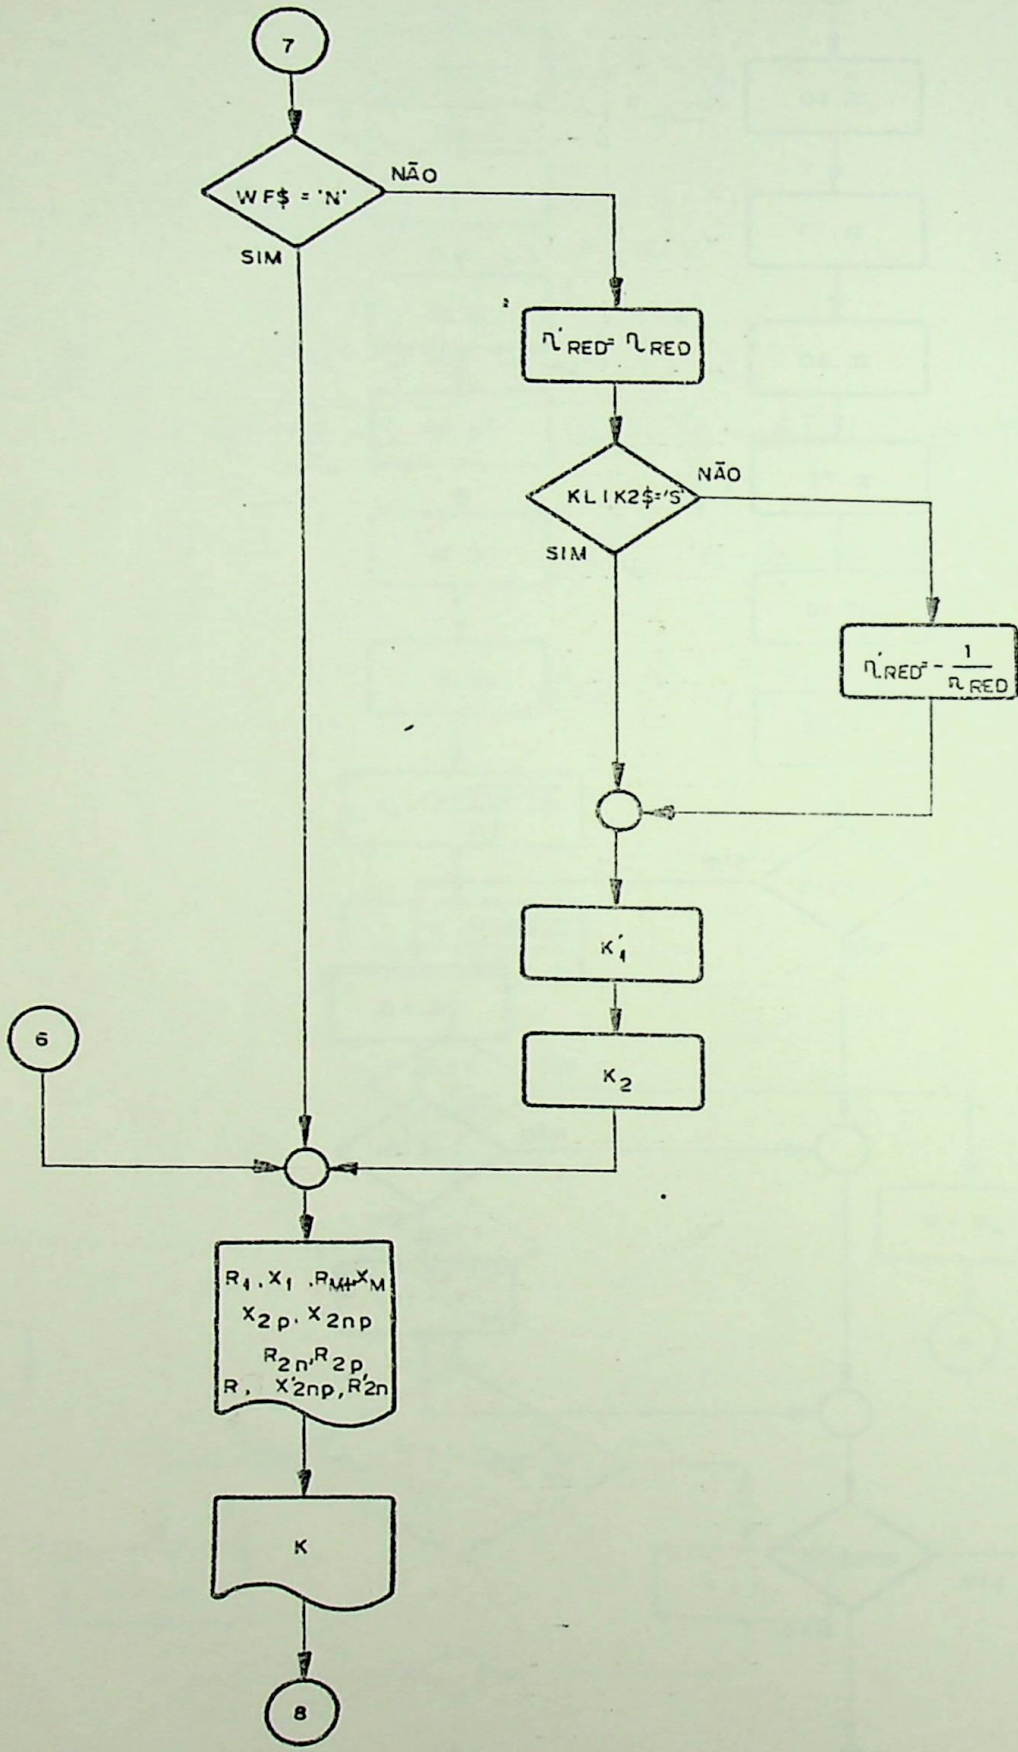 7
WF$ = 'N'
NÃO
SIM
η'RED = ηRED
KL1K2$='S'
NÃO
SIM
η'RED = - 1/ηRED
K'1
K2
6
R1, X1, RM+XM
X2p, X2np
R2n, R2p
R, X'2np, R'2n
K
8